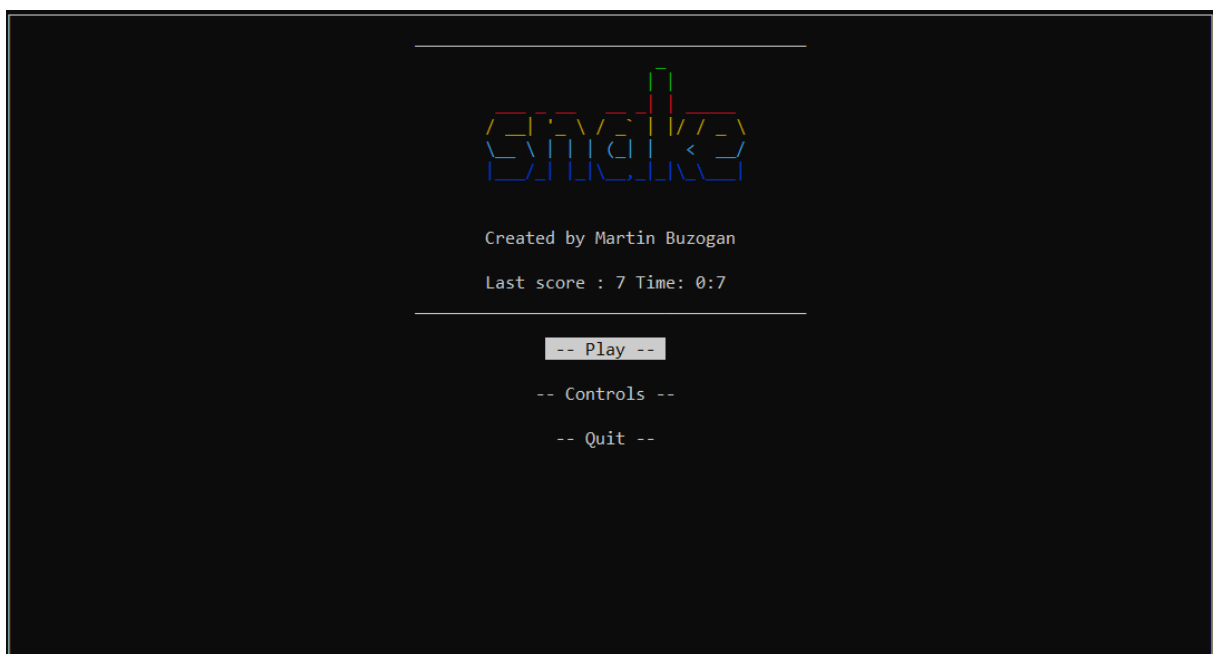 snake
Created by Martin Buzogan
Last score : 7 Time: 0:7
-- Play --
-- Controls --
-- Quit --